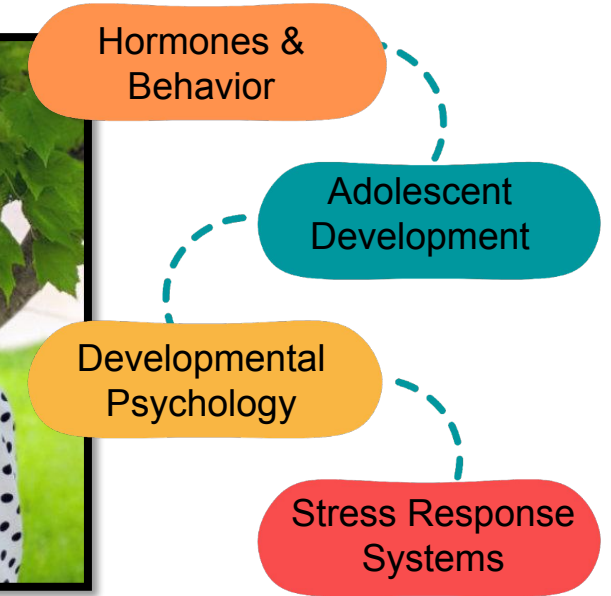 Hormones &
Behavior
Adolescent
Development
Developmental
Psychology
Stress Response
Systems